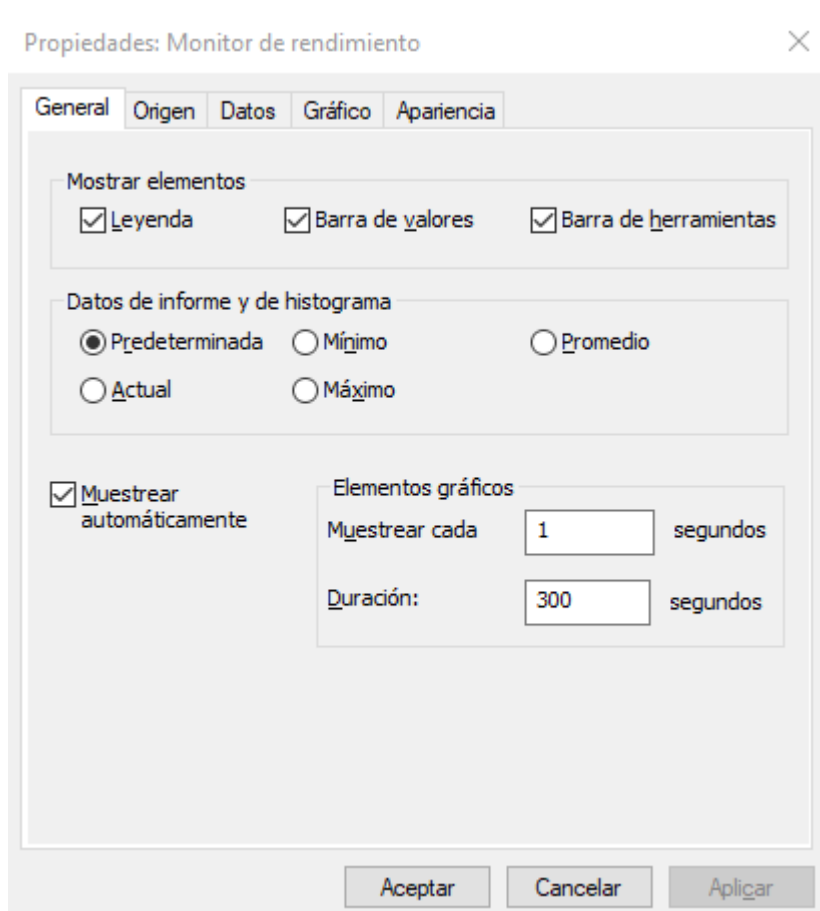 Propiedades: Monitor de rendimiento
General Origen Datos Gráfico Apariencia
Mostrar elementos
Leyenda Barra de valores Barra de herramientas
Datos de informe y de histograma
Predeterminada Mínimo Promedio
Actual Máximo
Muestrear
automáticamente
Elementos gráficos
Muestrear cada 1 segundos
Duración: 300 segundos
Aceptar Cancelar Aplicar